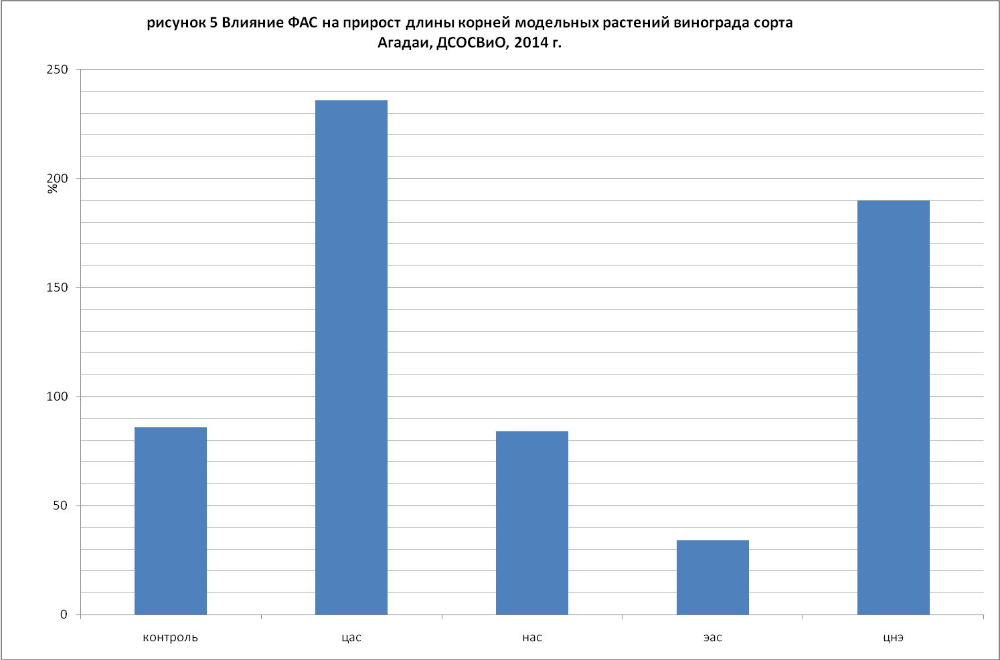 рисунок 5 Влияние ФАС на прирост длины корней модельных растений винограда сорта
Агадаи, ДСОСВиО, 2014 г.
250
200
%
150
100
50
0
контроль
цас
нас
эас
цнэ